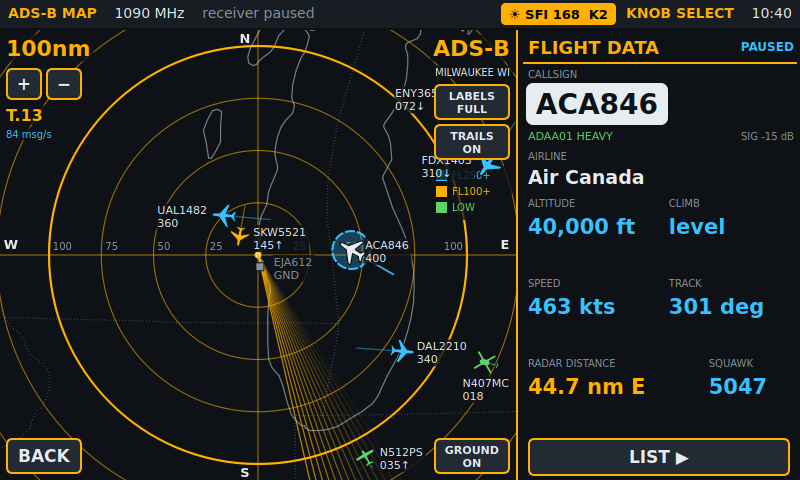 ADS-B MAP 1090 MHz receiver paused ☀ SFI 168 K2 KNOB SELECT 10:40
100nm
+ −
T.13
84 msg/s
N
ADS-B
MILWAUKEE WI
LABELS
FULL
TRAILS
ON
FL250+
FL100+
LOW
ENY365
072↓
FDX1405
310↓
UAL1482
360
SKW5521
145↑
EJA612
GND
ACA846
400
W
100 75 50 25 25 100
E
DAL2210
340
N407MC
018
N512PS
035↑
S
BACK
GROUND
ON
FLIGHT DATA PAUSED
CALLSIGN
ACA846
ADAA01 HEAVY SIG -15 dB
AIRLINE
Air Canada
ALTITUDE CLIMB
40,000 ft level
SPEED TRACK
463 kts 301 deg
RADAR DISTANCE SQUAWK
44.7 nm E 5047
LIST ▶